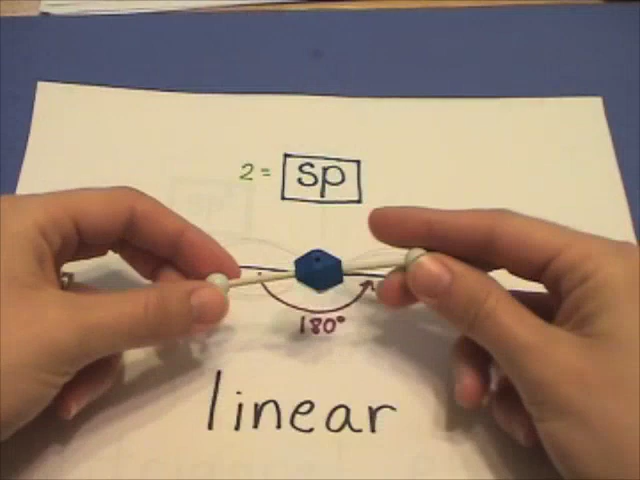 2 = sp
180°
linear